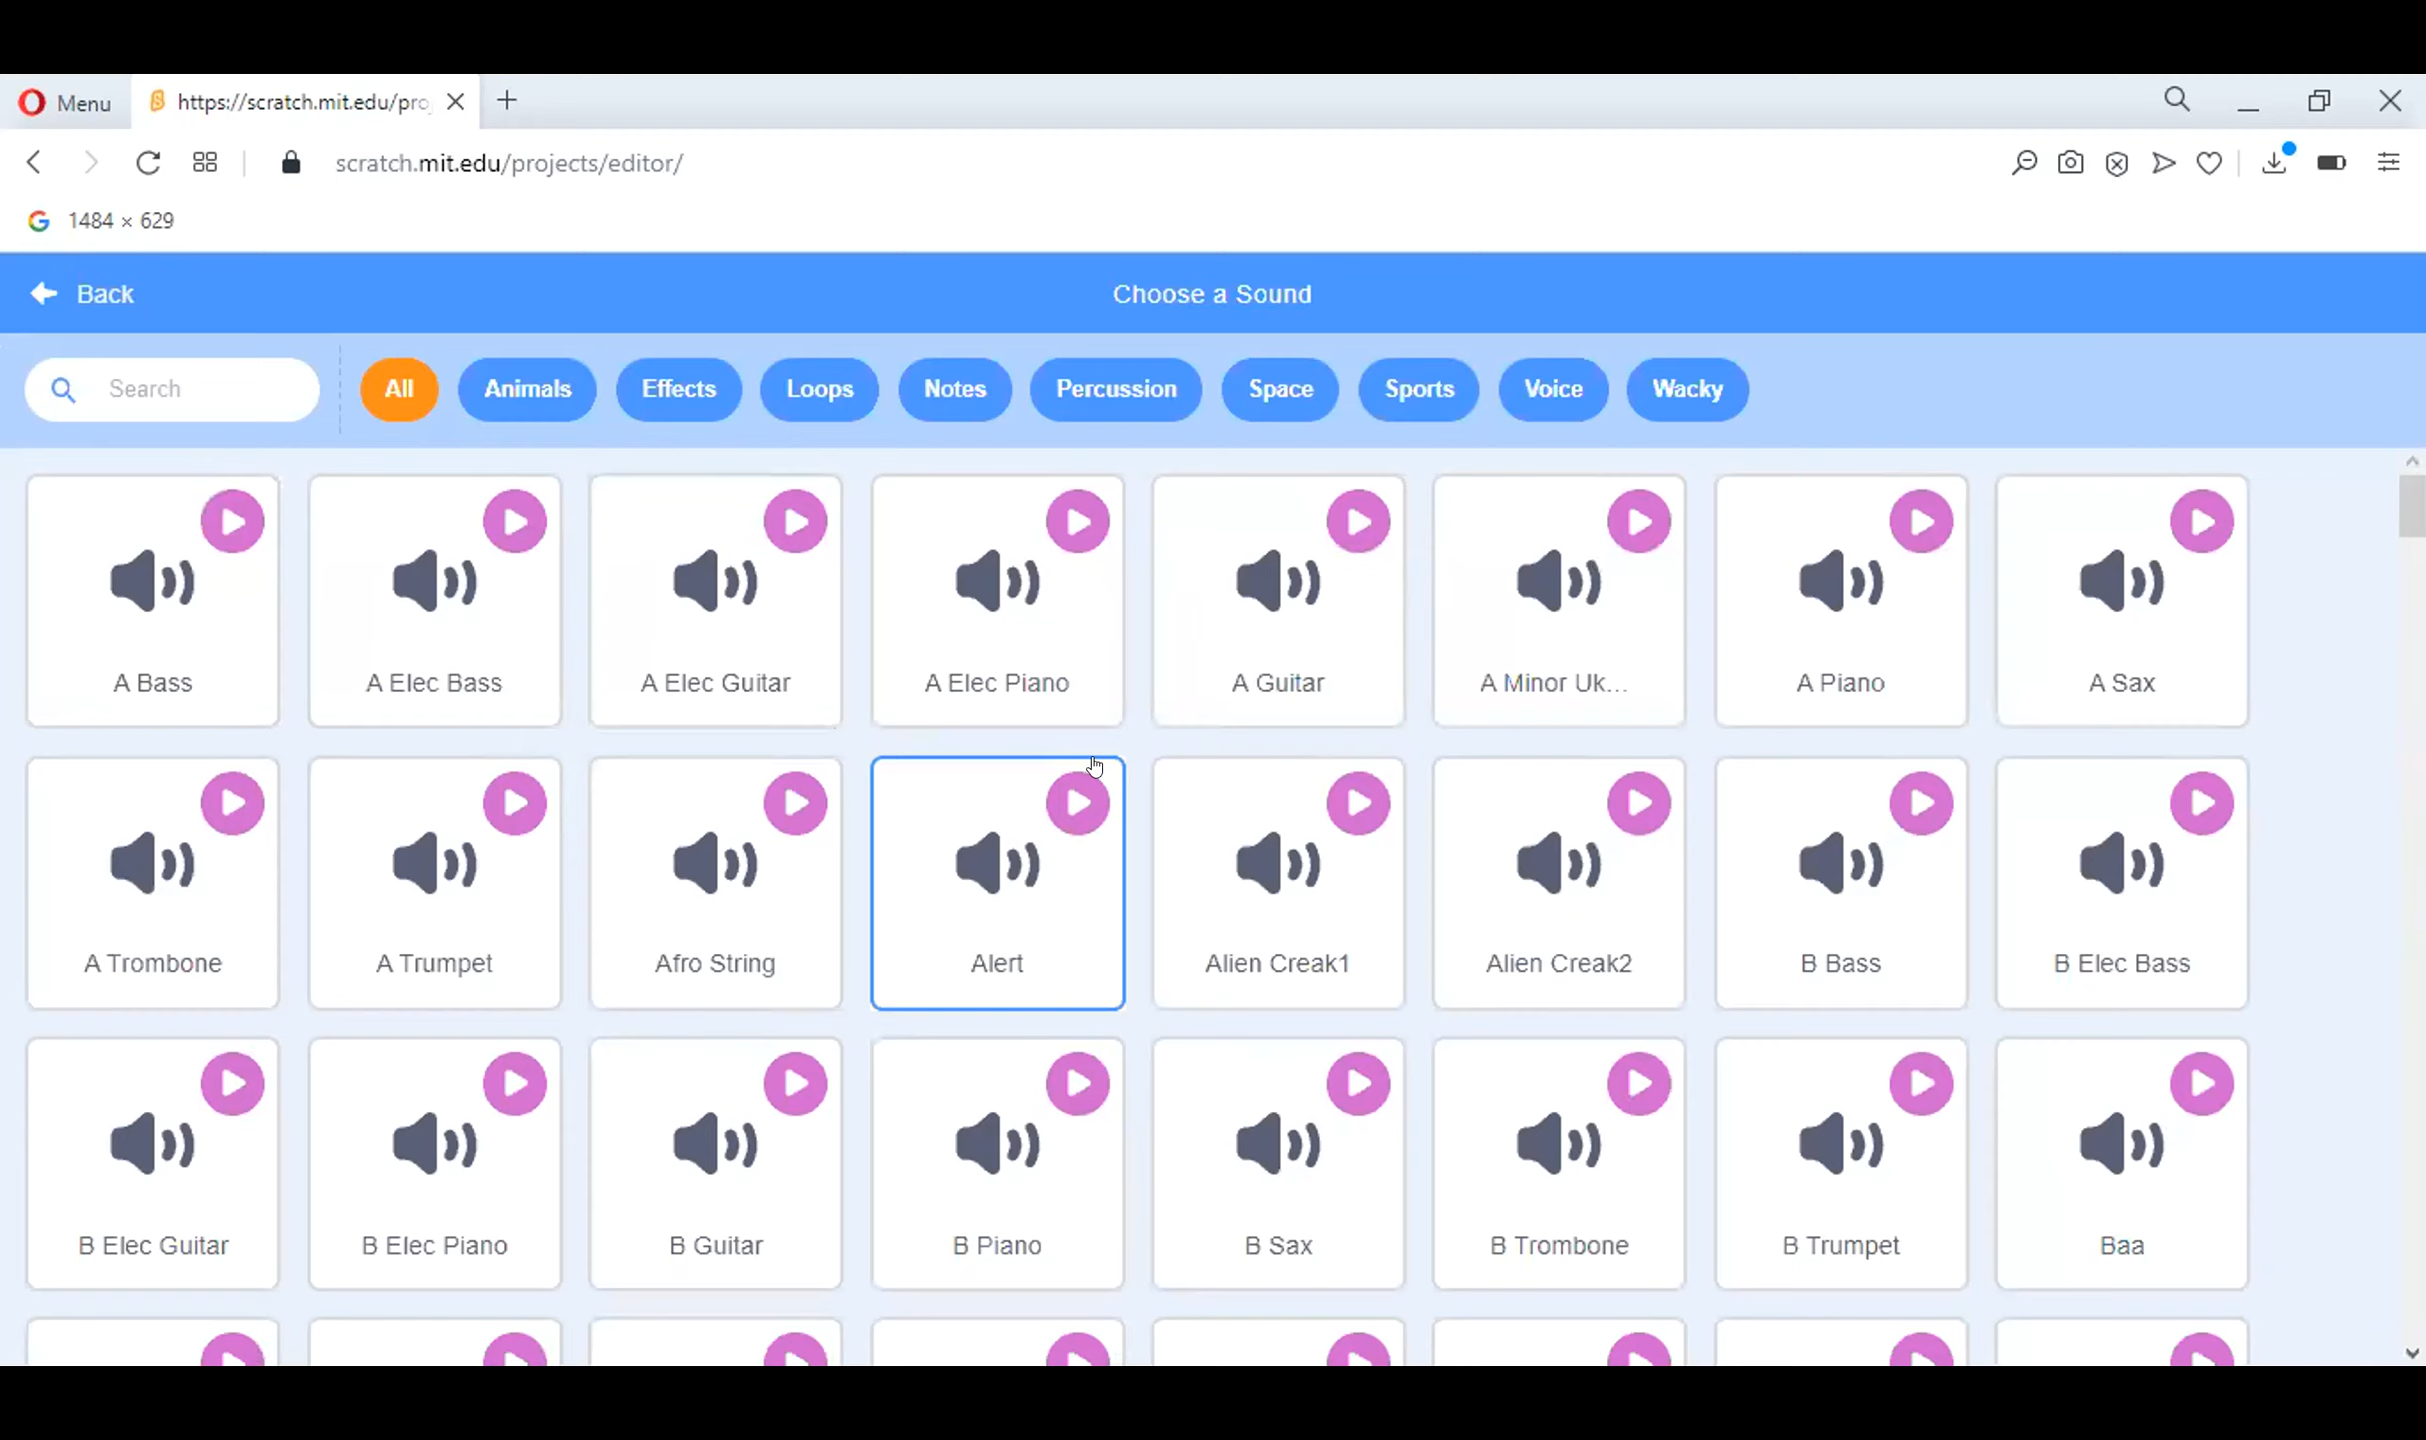 Menu
https://scratch.mit.edu/pro
scratch.mit.edu/projects/editor/
1484 × 629
Back
Choose a Sound
Search
All Animals Effects Loops Notes Percussion Space Sports Voice Wacky
A Bass A Elec Bass A Elec Guitar A Elec Piano A Guitar A Minor Uk... A Piano A Sax
A Trombone A Trumpet Afro String Alert Alien Creak1 Alien Creak2 B Bass B Elec Bass
B Elec Guitar B Elec Piano B Guitar B Piano B Sax B Trombone B Trumpet Baa